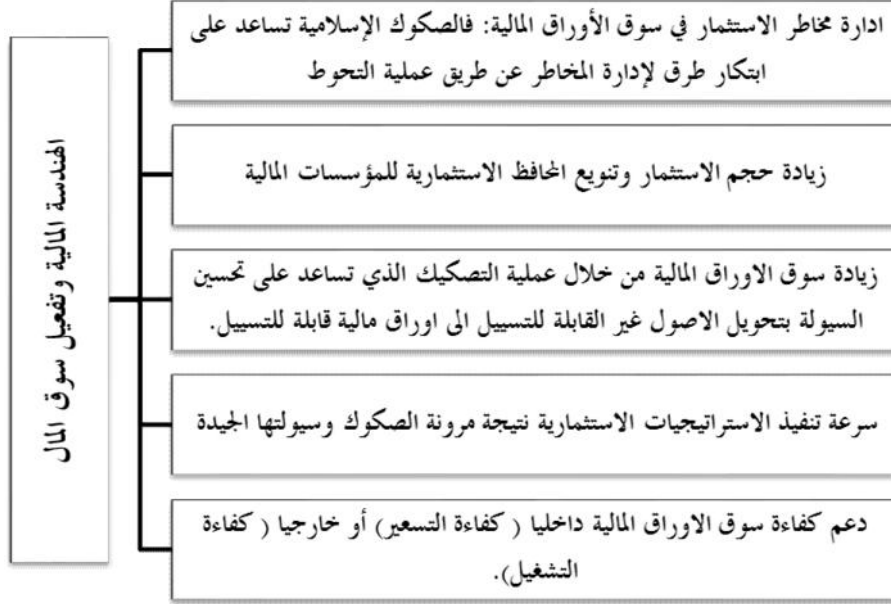 الهندسة المالية وتفعيل سوق المال
ادارة مخاطر الاستثمار في سوق الأوراق المالية: فالصكوك الإسلامية تساعد على
ابتكار طرق لإدارة المخاطر عن طريق عملية التحوط
زيادة حجم الاستثمار وتنويع المحافظ الاستثمارية للمؤسسات المالية
زيادة سوق الاوراق المالية من خلال عملية التصكيك الذي تساعد على تحسين
السيولة بتحويل الاصول غير القابلة للتسييل الى اوراق مالية قابلة للتسييل.
سرعة تنفيذ الاستراتيجيات الاستثمارية نتيجة مرونة الصكوك وسيولتها الجيدة
دعم كفاءة سوق الاوراق المالية داخليا ( كفاءة التسعير) أو خارجيا ( كفاءة
التشغيل).